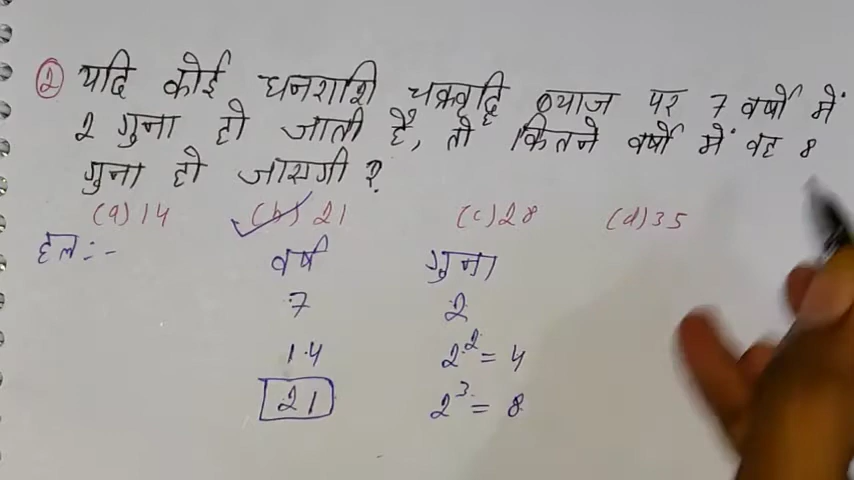 ② यदि कोई धनराशि चक्रवृद्धि ब्याज पर 7 वर्षों में
2 गुना हो जाती है, तो कितने वर्षों में वह 8
गुना हो जाएगी ?
(a) 14 (b) 21 (c) 28 (d) 35
हल :-
वर्ष गुना
7 2
14 2² = 4
21 2³ = 8